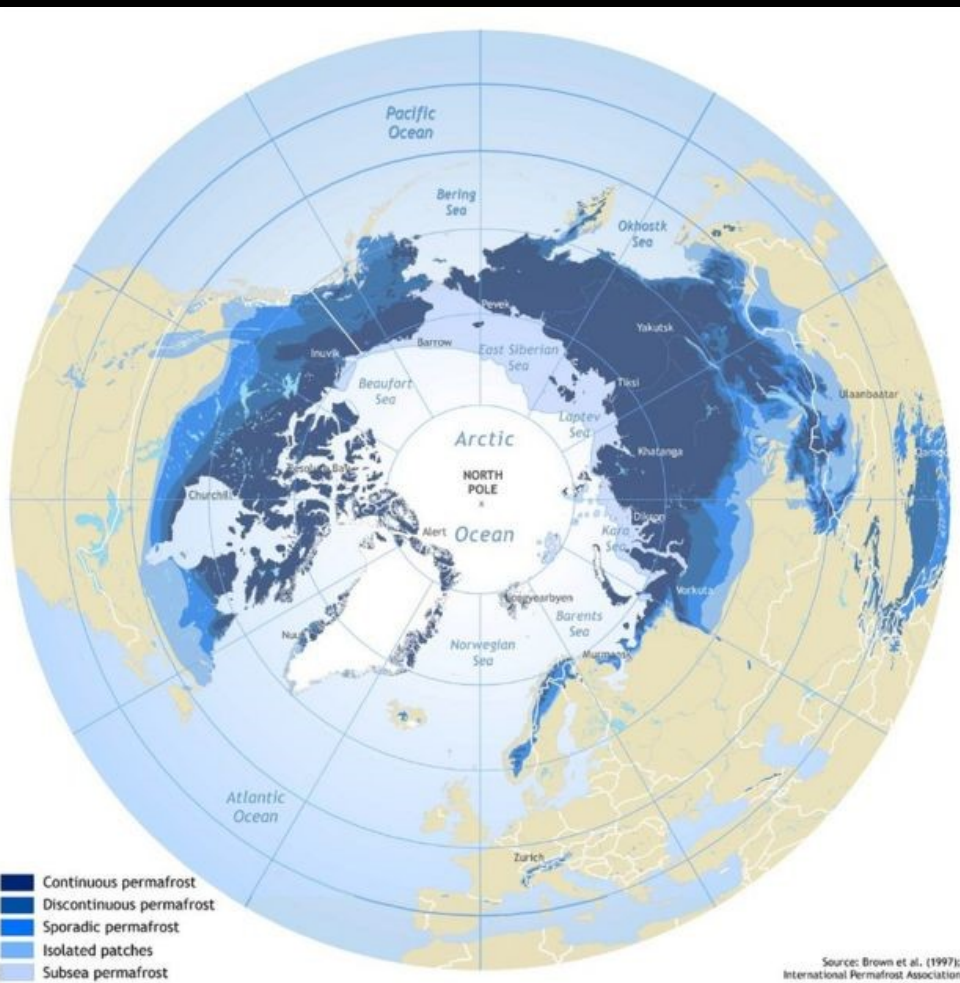 Pacific
Ocean
Bering
Sea
Okhostk
Sea
Pevek
Yakutsk
Barrow
East Siberian
Sea
Inuvik
Beaufort
Sea
Tiksi
Ulaanbaatar
Laptev
Sea
Arctic
Khatanga
NORTH
POLE
Churchill
Dikson
Alert
Ocean
Kara
Sea
Vorkuta
Longyearbyen
Barents
Sea
Nuuk
Norwegian
Sea
Murmansk
Atlantic
Ocean
Zurich
Continuous permafrost
Discontinuous permafrost
Sporadic permafrost
Isolated patches
Subsea permafrost
Source: Brown et al. (1997);
International Permafrost Association